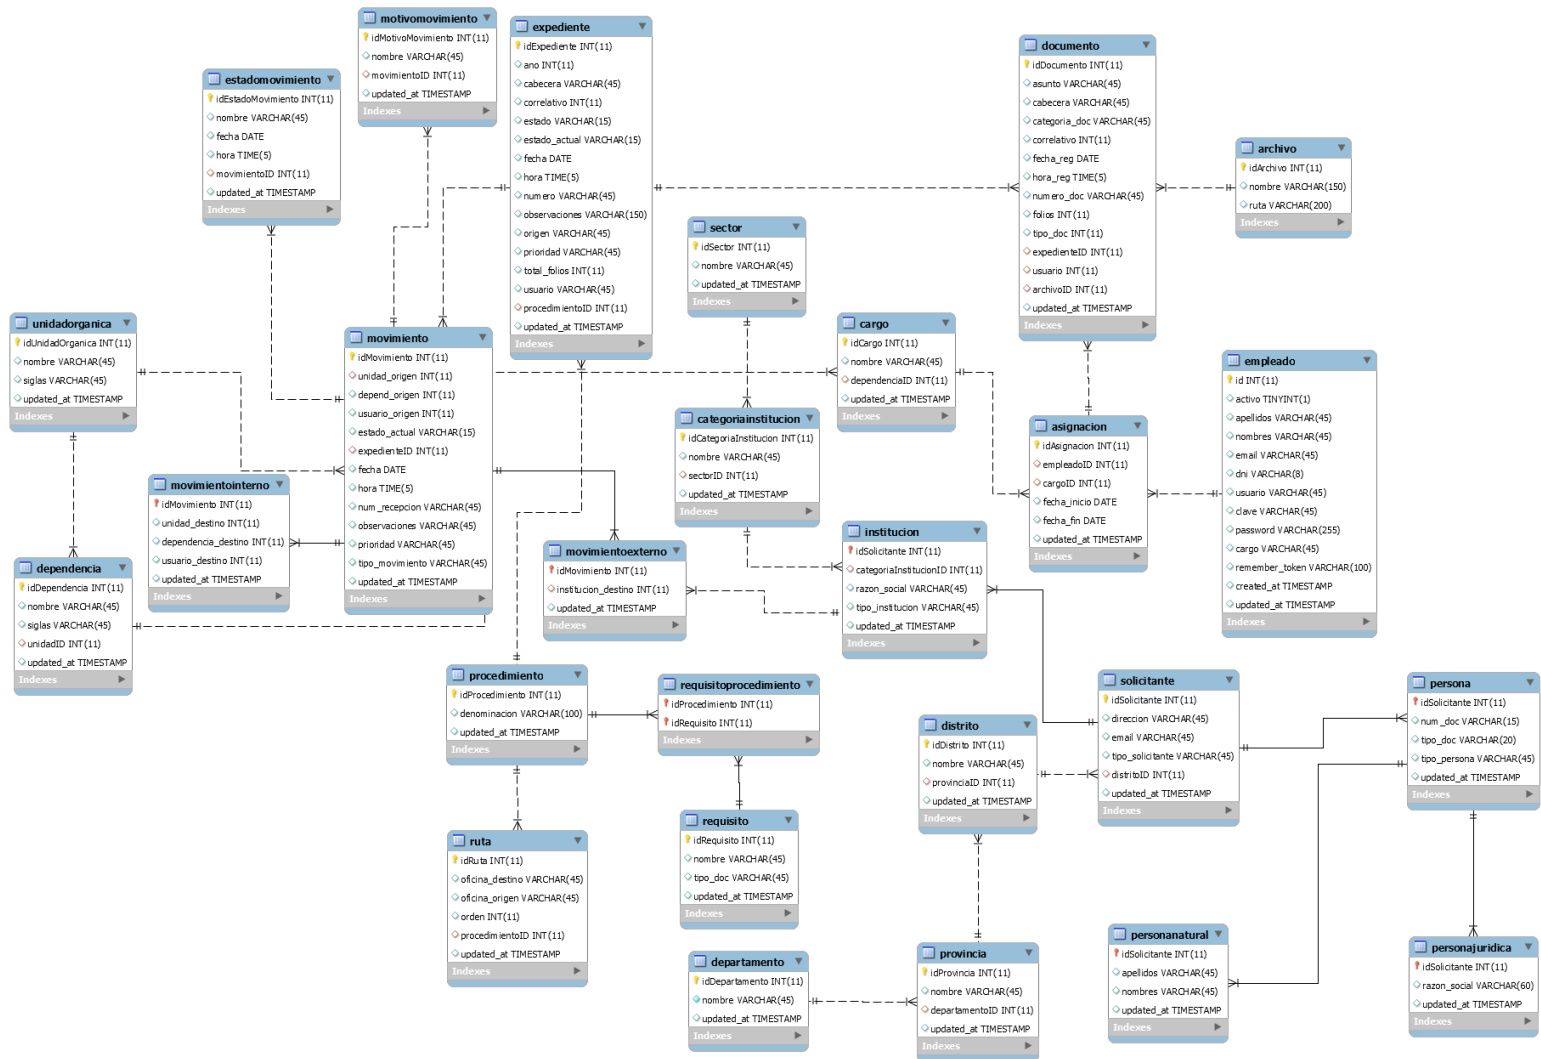 motivomovimiento
idMotivoMovimiento INT(11)
nombre VARCHAR(45)
movimientoID INT(11)
updated_at TIMESTAMP
Indexes
expediente
idExpediente INT(11)
ano INT(11)
cabecera VARCHAR(45)
correlativo INT(11)
estado VARCHAR(15)
estado_actual VARCHAR(15)
fecha DATE
hora TIME(5)
numero VARCHAR(45)
observaciones VARCHAR(150)
origen VARCHAR(45)
prioridad VARCHAR(45)
total_folios INT(11)
usuario VARCHAR(45)
procedimientoID INT(11)
updated_at TIMESTAMP
Indexes
documento
idDocumento INT(11)
asunto VARCHAR(45)
cabecera VARCHAR(45)
categoria_doc VARCHAR(45)
correlativo INT(11)
fecha_reg DATE
hora_reg TIME(5)
numero_doc VARCHAR(45)
folios INT(11)
tipo_doc INT(11)
expedienteID INT(11)
usuario INT(11)
archivoID INT(11)
updated_at TIMESTAMP
Indexes
estadomovimiento
idEstadoMovimiento INT(11)
nombre VARCHAR(45)
fecha DATE
hora TIME(5)
movimientoID INT(11)
updated_at TIMESTAMP
Indexes
archivo
idArchivo INT(11)
nombre VARCHAR(150)
ruta VARCHAR(200)
Indexes
sector
idSector INT(11)
nombre VARCHAR(45)
updated_at TIMESTAMP
Indexes
unidadorganica
idUnidadOrganica INT(11)
nombre VARCHAR(45)
siglas VARCHAR(45)
updated_at TIMESTAMP
Indexes
movimiento
idMovimiento INT(11)
unidad_origen INT(11)
depend_origen INT(11)
usuario_origen INT(11)
estado_actual VARCHAR(15)
expedienteID INT(11)
fecha DATE
hora TIME(5)
num_recepcion VARCHAR(45)
observaciones VARCHAR(45)
prioridad VARCHAR(45)
tipo_movimiento VARCHAR(45)
updated_at TIMESTAMP
Indexes
cargo
idCargo INT(11)
nombre VARCHAR(45)
dependenciaID INT(11)
updated_at TIMESTAMP
Indexes
empleado
id INT(11)
activo TINYINT(1)
apellidos VARCHAR(45)
nombres VARCHAR(45)
email VARCHAR(45)
dni VARCHAR(8)
usuario VARCHAR(45)
clave VARCHAR(45)
password VARCHAR(255)
cargo VARCHAR(45)
remember_token VARCHAR(100)
created_at TIMESTAMP
updated_at TIMESTAMP
Indexes
categoriainstitucion
idCategoriaInstitucion INT(11)
nombre VARCHAR(45)
sectorID INT(11)
updated_at TIMESTAMP
Indexes
asignacion
idAsignacion INT(11)
empleadoID INT(11)
cargoID INT(11)
fecha_inicio DATE
fecha_fin DATE
updated_at TIMESTAMP
Indexes
movimientointerno
idMovimiento INT(11)
unidad_destino INT(11)
dependencia_destino INT(11)
usuario_destino INT(11)
updated_at TIMESTAMP
Indexes
institucion
idSolicitante INT(11)
categoriaInstitucionID INT(11)
razon_social VARCHAR(45)
tipo_institucion VARCHAR(45)
updated_at TIMESTAMP
Indexes
movimientoexterno
idMovimiento INT(11)
institucion_destino INT(11)
updated_at TIMESTAMP
Indexes
dependencia
idDependencia INT(11)
nombre VARCHAR(45)
siglas VARCHAR(45)
unidadID INT(11)
updated_at TIMESTAMP
Indexes
procedimiento
idProcedimiento INT(11)
denominacion VARCHAR(100)
updated_at TIMESTAMP
Indexes
requisitoprocedimiento
idProcedimiento INT(11)
idRequisito INT(11)
Indexes
solicitante
idSolicitante INT(11)
direccion VARCHAR(45)
email VARCHAR(45)
tipo_solicitante VARCHAR(45)
distritoID INT(11)
updated_at TIMESTAMP
Indexes
persona
idSolicitante INT(11)
num_doc VARCHAR(15)
tipo_doc VARCHAR(20)
tipo_persona VARCHAR(45)
updated_at TIMESTAMP
Indexes
distrito
idDistrito INT(11)
nombre VARCHAR(45)
provinciaID INT(11)
updated_at TIMESTAMP
Indexes
requisito
idRequisito INT(11)
nombre VARCHAR(45)
tipo_doc VARCHAR(45)
updated_at TIMESTAMP
Indexes
ruta
idRuta INT(11)
oficina_destino VARCHAR(45)
oficina_origen VARCHAR(45)
orden INT(11)
procedimientoID INT(11)
updated_at TIMESTAMP
Indexes
personanatural
idSolicitante INT(11)
apellidos VARCHAR(45)
nombres VARCHAR(45)
updated_at TIMESTAMP
Indexes
personajuridica
idSolicitante INT(11)
razon_social VARCHAR(60)
updated_at TIMESTAMP
Indexes
departamento
idDepartamento INT(11)
nombre VARCHAR(45)
updated_at TIMESTAMP
Indexes
provincia
idProvincia INT(11)
nombre VARCHAR(45)
departamentoID INT(11)
updated_at TIMESTAMP
Indexes